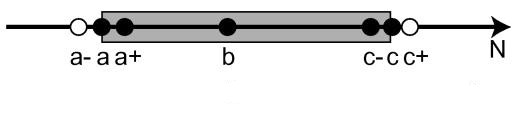 a- a a+ b c- c c+ N